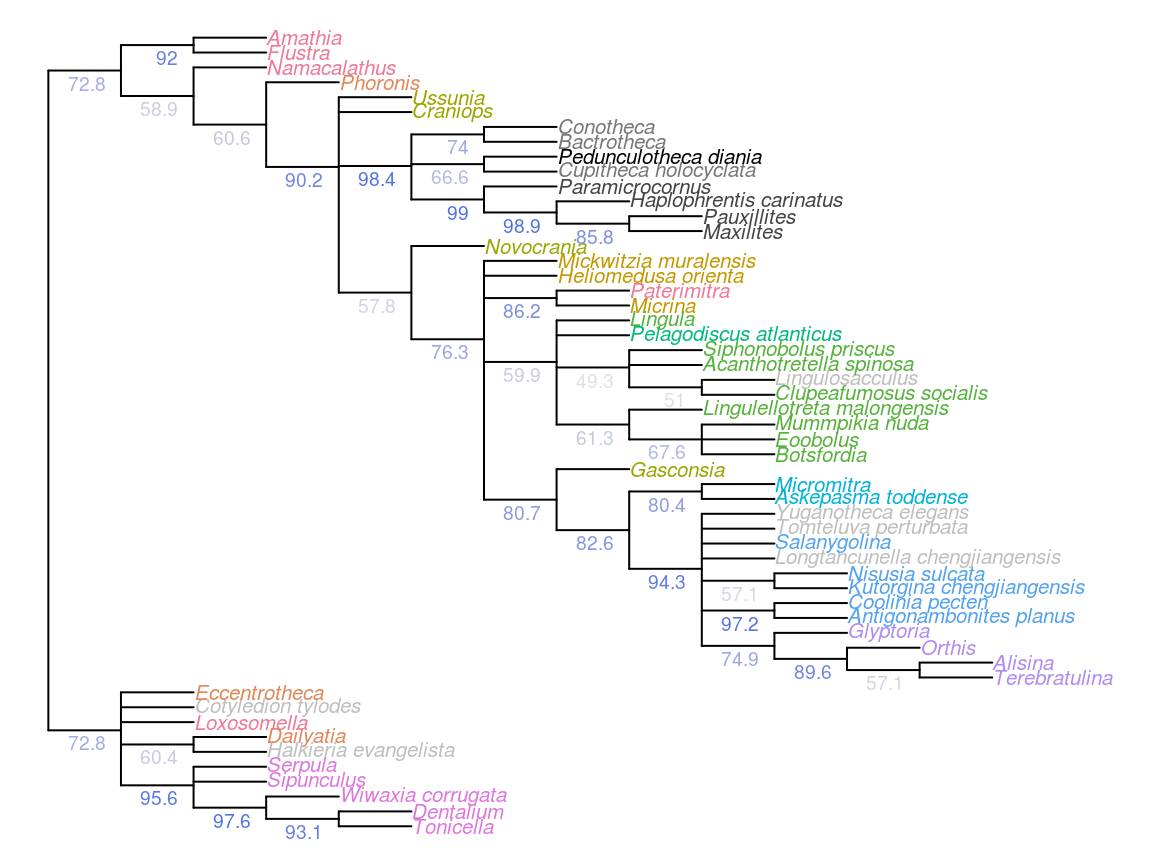 Amathia
92
Flustra
Namacalathus
72.8
Phoronis
58.9
Ussunia
Craniops
60.6
Conotheca
74
Bactrotheca
Pedunculotheca diania
90.2
98.4
66.6
Cupitheca holocyclata
Paramicrocornus
99
Haplophrentis carinatus
98.9
Pauxillites
85.8
Maxilites
Novocrania
Mickwitzia muralensis
Heliomedusa orienta
57.8
Paterimitra
86.2
Micrina
Lingula
Pelagodiscus atlanticus
76.3
Siphonobolus priscus
Acanthotretella spinosa
59.9
49.3
Lingulosacculus
Clupeafumosus socialis
51
Lingulellotreta malongensis
Mummpikia nuda
61.3
Eoobolus
67.6
Botsfordia
Gasconsia
Micromitra
80.4
Askepasma toddense
80.7
Yuganotheca elegans
Tomteluva perturbata
82.6
Salanygolina
Longtancunella chengjiangensis
Nisusia sulcata
94.3
57.1
Kutorgina chengjiangensis
Coolinia pecten
97.2
Antigonambonites planus
Glyptoria
74.9
Orthis
89.6
Alisina
57.1
Terebratulina
Eccentrotheca
Cotyledion tylodes
Loxosomella
72.8
Dailyatia
60.4
Halkieria evangelista
Serpula
Sipunculus
95.6
Wiwaxia corrugata
97.6
Dentalium
93.1
Tonicella